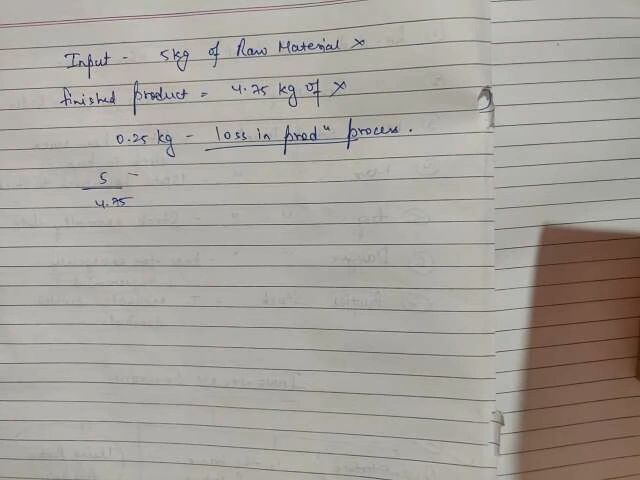 Input - 5kg of Raw Material X
finished product = 4.75 kg of X
0.25 kg - loss in prodⁿ process.
5 -
4.75